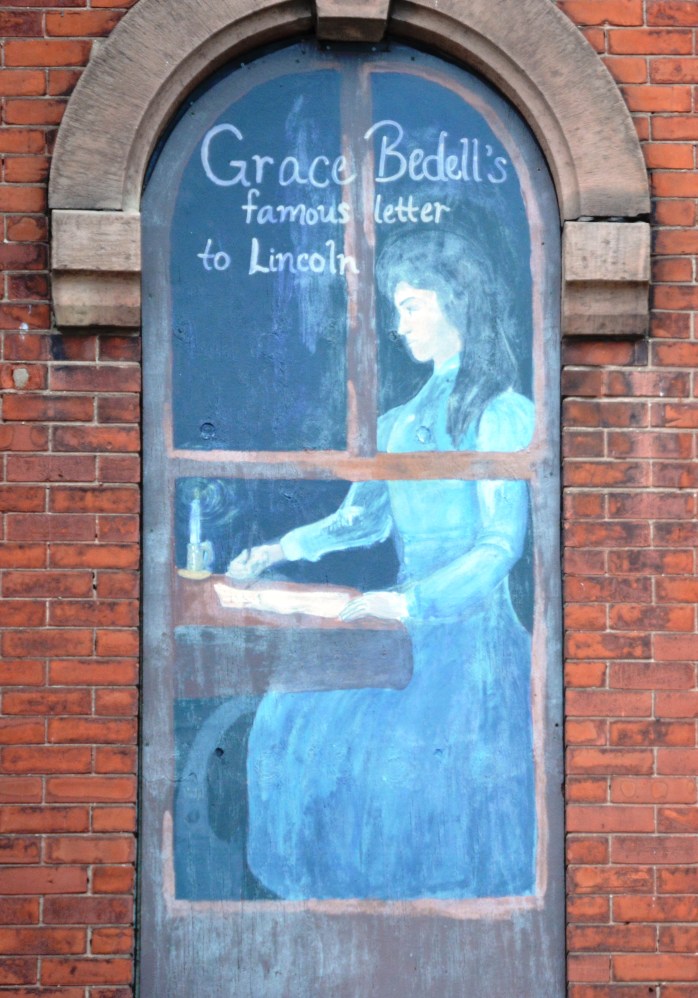 Grace Bedell's
famous letter
to Lincoln